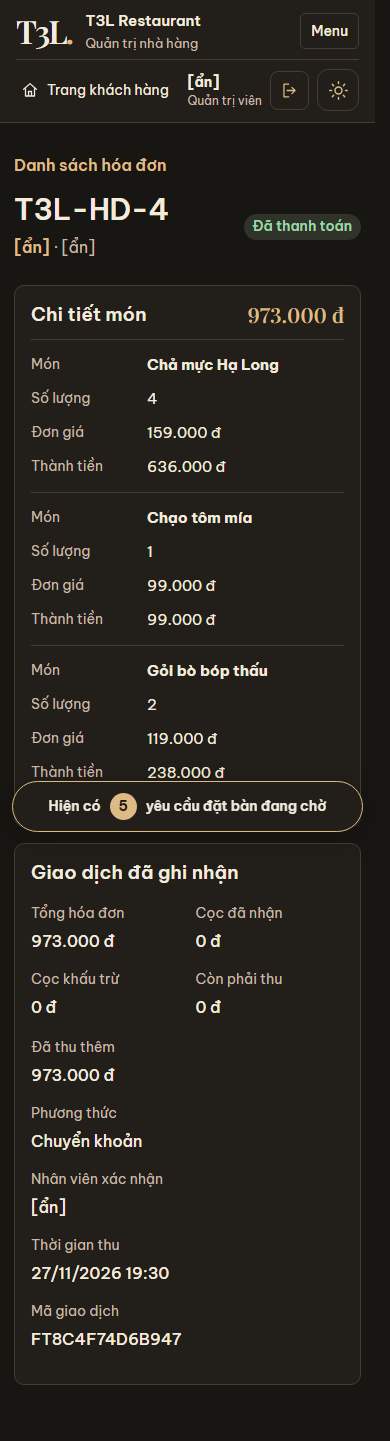 T3L.
T3L Restaurant
Quản trị nhà hàng
Menu
Trang khách hàng
[ẩn]
Quản trị viên
Danh sách hóa đơn
T3L-HD-4
Đã thanh toán
[ẩn] · [ẩn]
Chi tiết món
973.000 đ
Món
Chả mực Hạ Long
Số lượng
4
Đơn giá
159.000 đ
Thành tiền
636.000 đ
Món
Chạo tôm mía
Số lượng
1
Đơn giá
99.000 đ
Thành tiền
99.000 đ
Món
Gỏi bò bóp thấu
Số lượng
2
Đơn giá
119.000 đ
Thành tiền
238.000 đ
Hiện có 5 yêu cầu đặt bàn đang chờ
Giao dịch đã ghi nhận
Tổng hóa đơn
973.000 đ
Cọc đã nhận
0 đ
Cọc khấu trừ
0 đ
Còn phải thu
0 đ
Đã thu thêm
973.000 đ
Phương thức
Chuyển khoản
Nhân viên xác nhận
[ẩn]
Thời gian thu
27/11/2026 19:30
Mã giao dịch
FT8C4F74D6B947